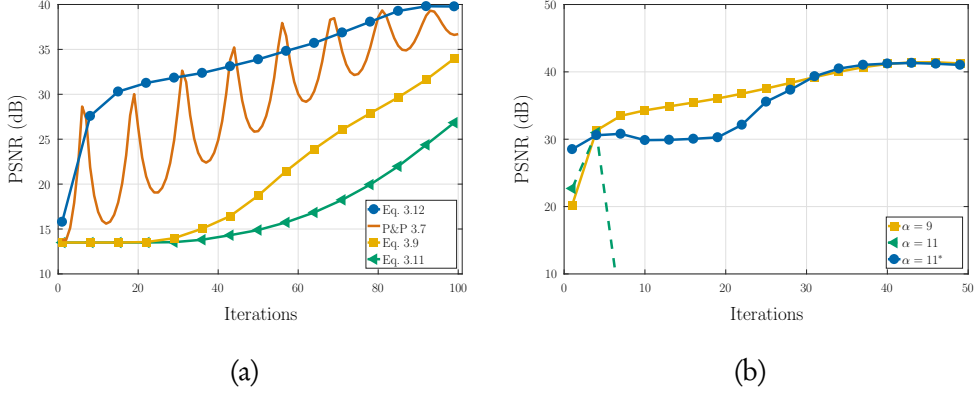 40
35
30
25
20
15
10
PSNR (dB)
0
20
40
60
80
100
Iterations
Eq. 3.12
P&P 3.7
Eq. 3.9
Eq. 3.11
(a)
50
40
30
20
10
PSNR (dB)
0
10
20
30
40
50
Iterations
α = 9
α = 11
α = 11*
(b)